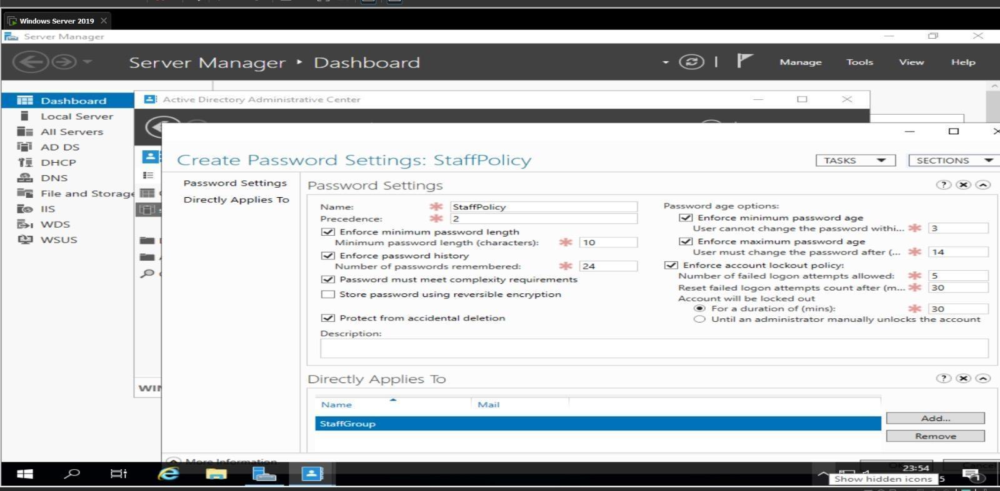 Windows Server 2019
Server Manager
Server Manager ‣ Dashboard
Manage Tools View Help
Dashboard
Local Server
All Servers
AD DS
DHCP
DNS
File and Storage
IIS
WDS
WSUS
Active Directory Administrative Center
Create Password Settings: StaffPolicy
TASKS
SECTIONS
Password Settings
Directly Applies To
Password Settings
Name: * StaffPolicy
Precedence: * 2
Enforce minimum password length
Minimum password length (characters): * 10
Enforce password history
Number of passwords remembered: * 24
Password must meet complexity requirements
Store password using reversible encryption
Protect from accidental deletion
Password age options:
Enforce minimum password age
User cannot change the password withi... * 3
Enforce maximum password age
User must change the password after (... * 14
Enforce account lockout policy:
Number of failed logon attempts allowed: * 5
Reset failed logon attempts count after (m... * 30
Account will be locked out
For a duration of (mins): * 30
Until an administrator manually unlocks the account
Description:
Directly Applies To
Name Mail
StaffGroup
Add...
Remove
WIN
More Information
Cancel
23:54
Show hidden icons
5
1